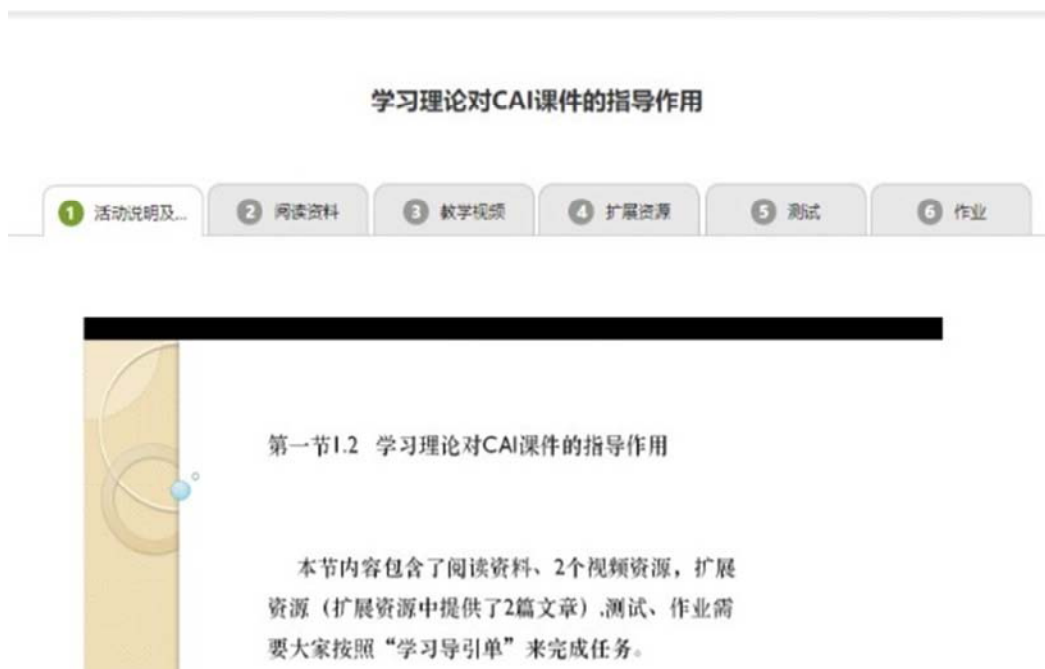 学习理论对CAI课件的指导作用
1 活动说明及...
2 阅读资料
3 教学视频
4 扩展资源
5 测试
6 作业
第一节1.2 学习理论对CAI课件的指导作用
本节内容包含了阅读资料、2个视频资源，扩展
资源（扩展资源中提供了2篇文章）,测试、作业需
要大家按照“学习导引单”来完成任务。